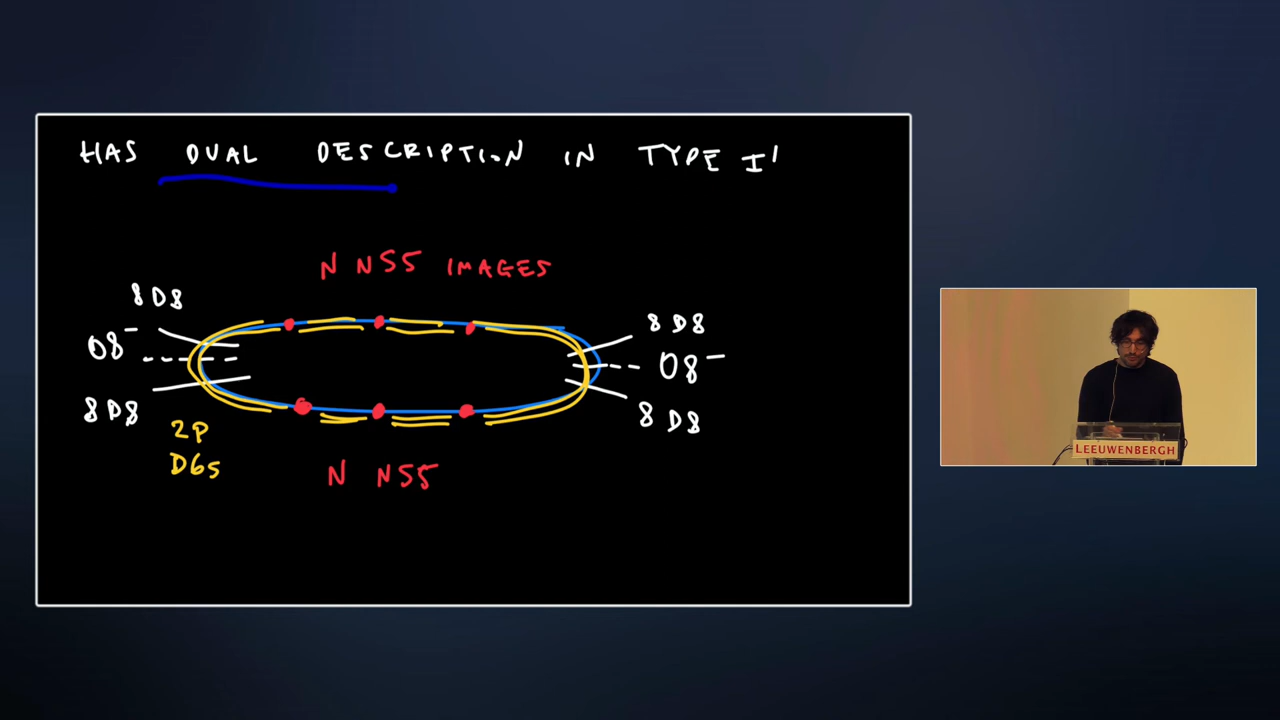 HAS DUAL DESCRIPTION IN TYPE I'
N NS5 IMAGES
8 D8
O8⁻
8 D8
8 D8
O8⁻
8 D8
2P
D6s
N NS5
LEEUWENBERGH